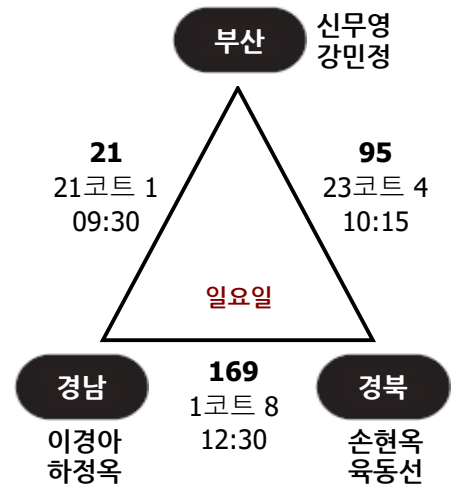 부산
신무영
강민정
21
21코트 1
09:30
95
23코트 4
10:15
일요일
경남
이경아
하정옥
169
1코트 8
12:30
경북
손현옥
육동선